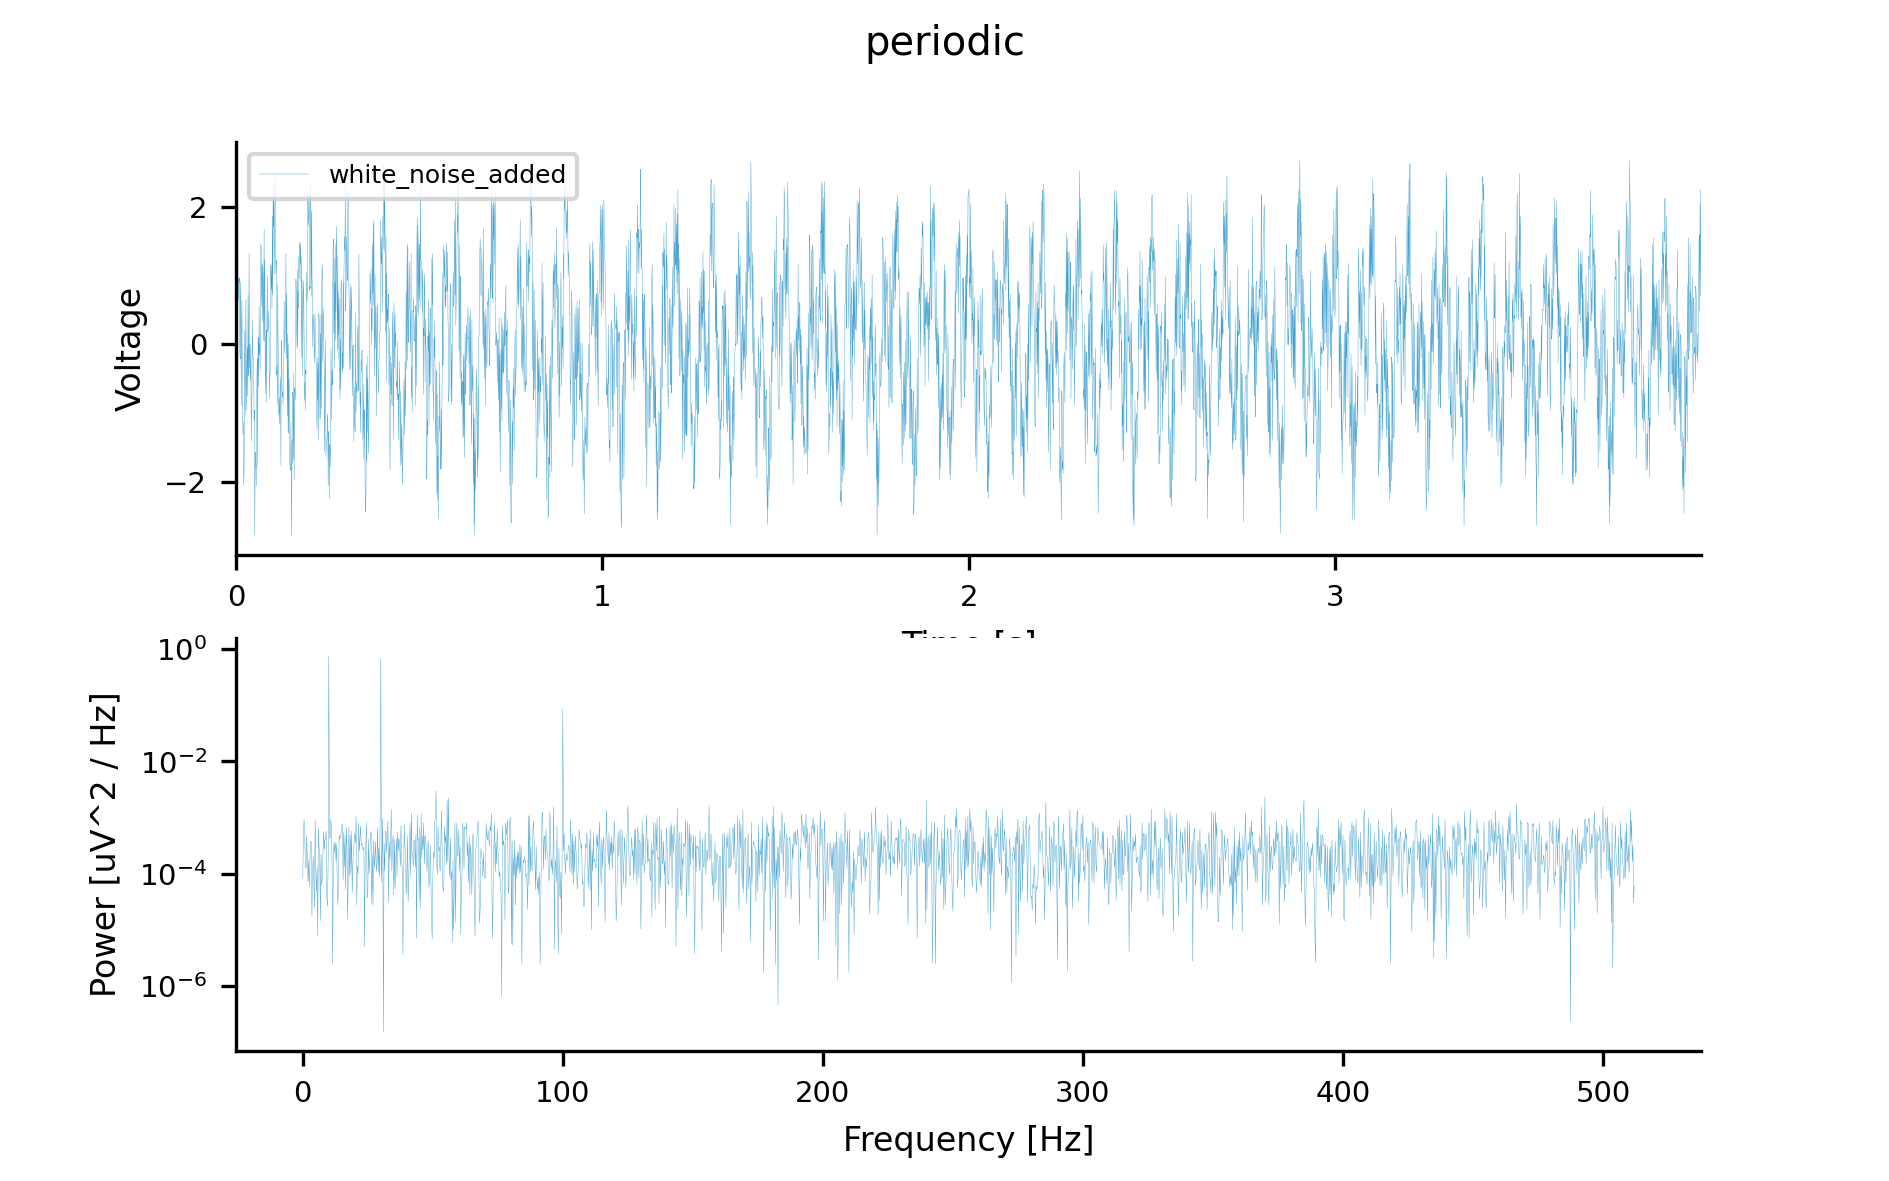 periodic
white_noise_added
Voltage
2
0
−2
0 1 2 3
Time [s]
Power [uV^2 / Hz]
10^0
10^−2
10^−4
10^−6
0 100 200 300 400 500
Frequency [Hz]